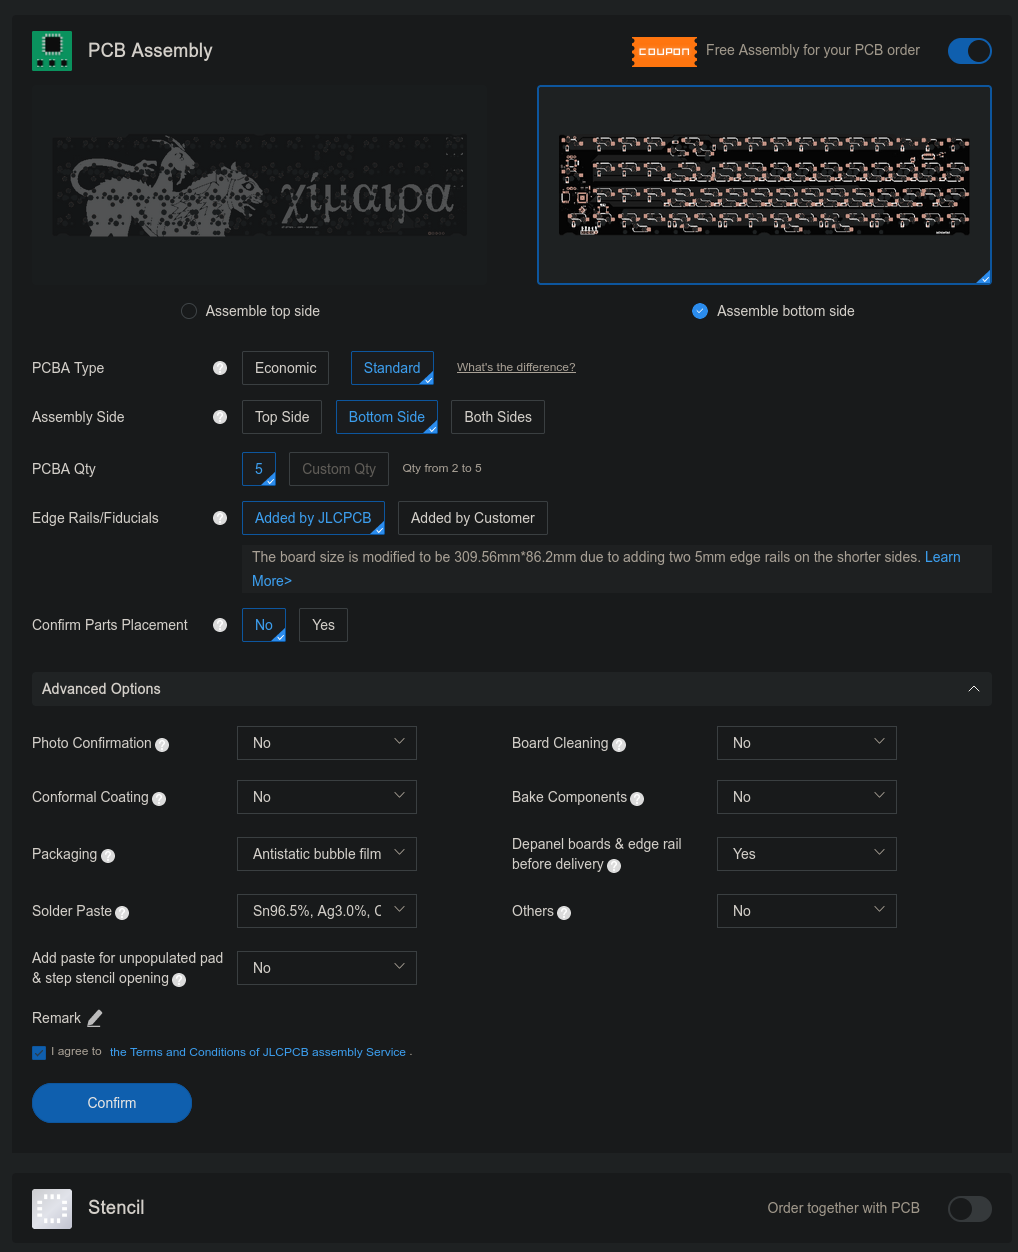 PCB Assembly
COUPON
Free Assembly for your PCB order
χίμαιρα
Assemble top side
Assemble bottom side
PCBA Type
?
Economic
Standard
What's the difference?
Assembly Side
?
Top Side
Bottom Side
Both Sides
PCBA Qty
5
Custom Qty
Qty from 2 to 5
Edge Rails/Fiducials
?
Added by JLCPCB
Added by Customer
The board size is modified to be 309.56mm*86.2mm due to adding two 5mm edge rails on the shorter sides. Learn
More>
Confirm Parts Placement
?
No
Yes
Advanced Options
Photo Confirmation ?
No
Board Cleaning ?
No
Conformal Coating ?
No
Bake Components ?
No
Packaging ?
Antistatic bubble film
Depanel boards & edge rail
before delivery ?
Yes
Solder Paste ?
Sn96.5%, Ag3.0%, C
Others ?
No
Add paste for unpopulated pad
& step stencil opening ?
No
Remark
I agree to the Terms and Conditions of JLCPCB assembly Service .
Confirm
Stencil
Order together with PCB